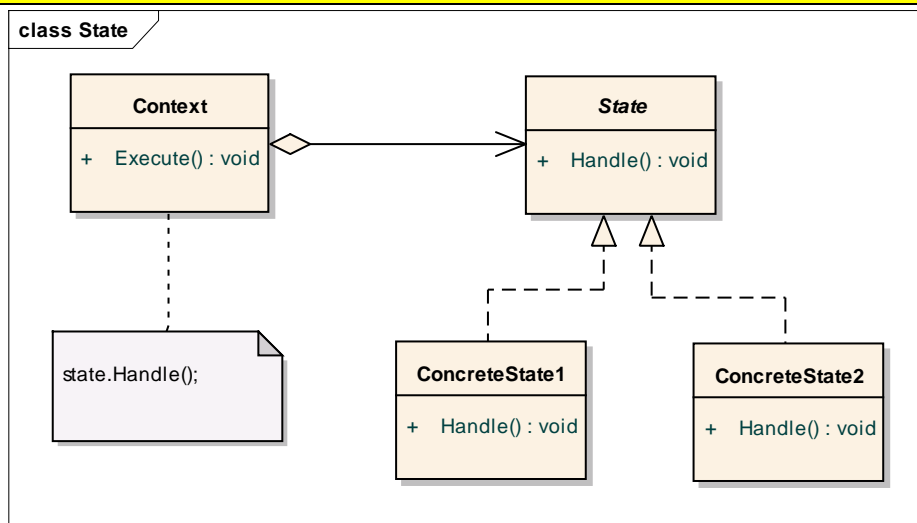 class State
Context
+ Execute() : void
State
+ Handle() : void
state.Handle();
ConcreteState1
+ Handle() : void
ConcreteState2
+ Handle() : void